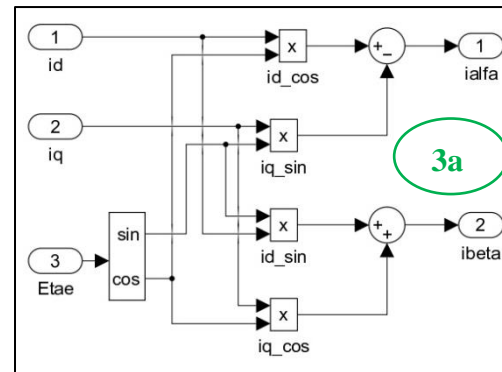 1
id
2
iq
3
Etae
sin
cos
x
id_cos
x
iq_sin
x
id_sin
x
iq_cos
+
−
+
+
1
ialfa
3a
2
ibeta